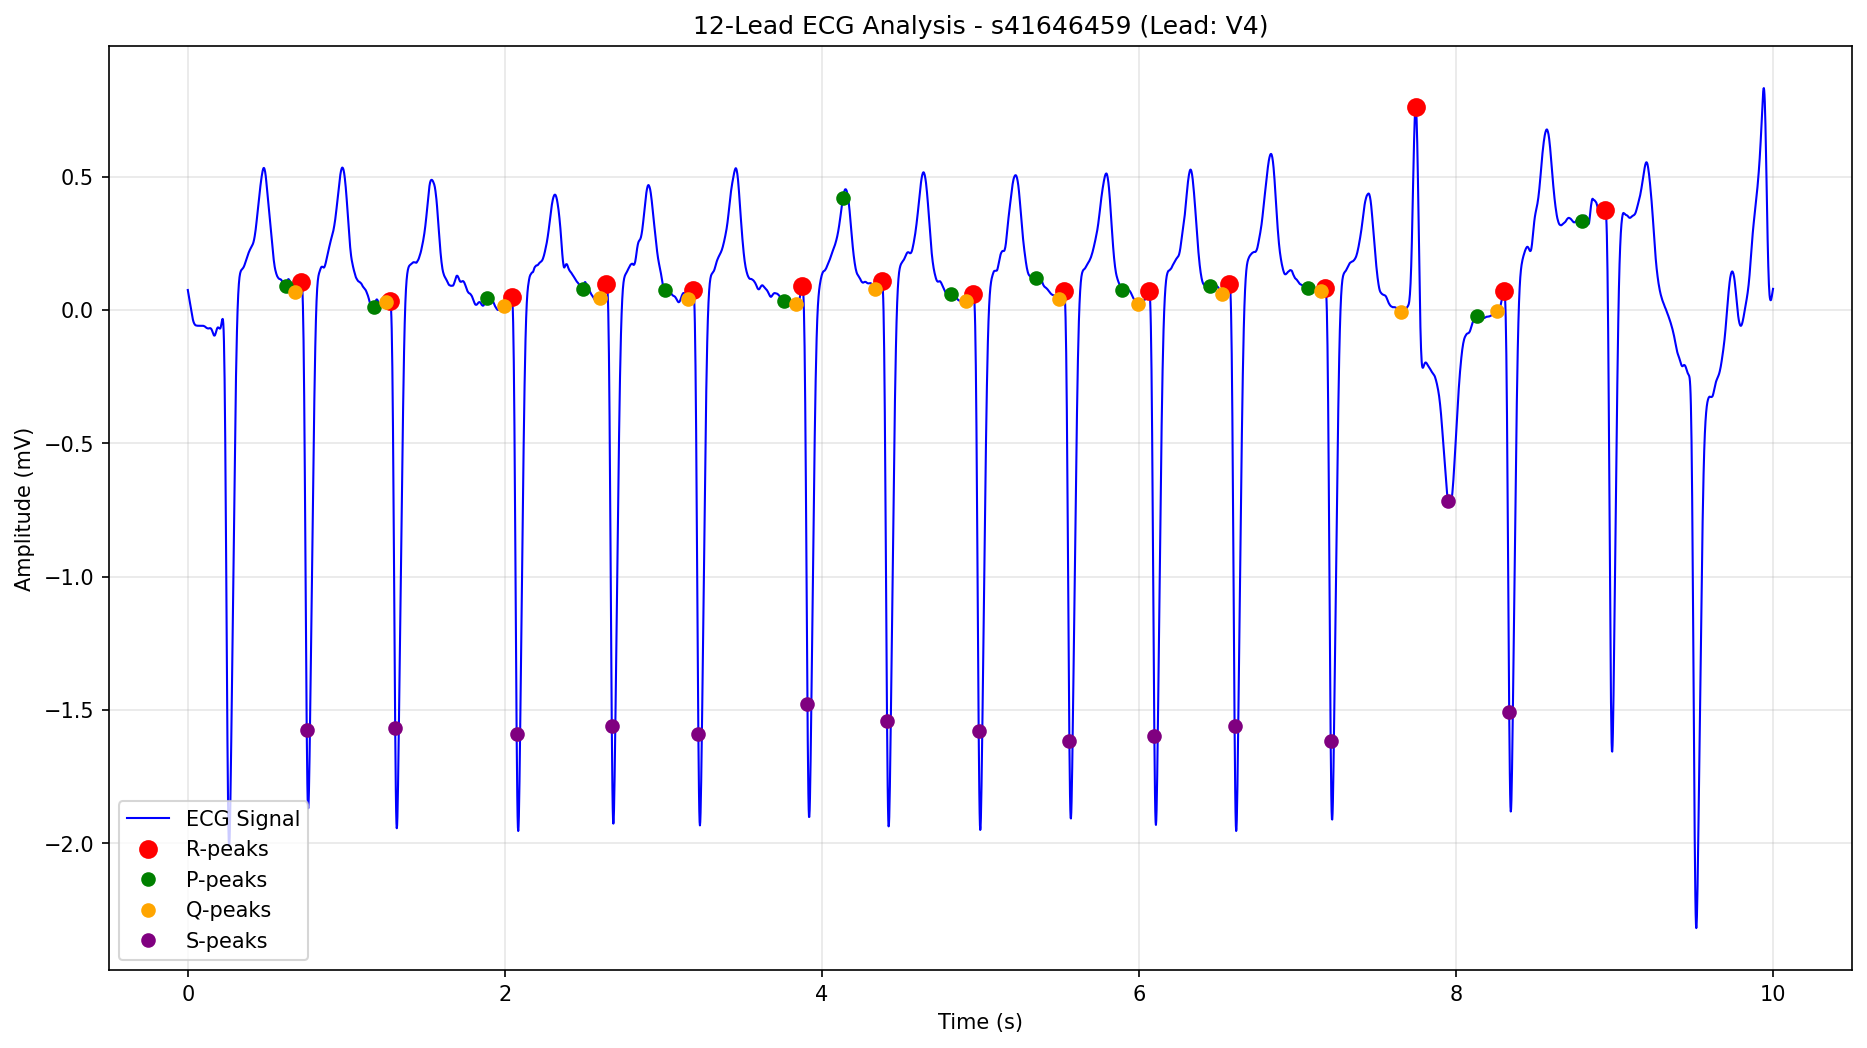 12-Lead ECG Analysis - s41646459 (Lead: V4)
Amplitude (mV)
0.5
0.0
−0.5
−1.0
−1.5
−2.0
ECG Signal
R-peaks
P-peaks
Q-peaks
S-peaks
0 2 4 6 8 10
Time (s)